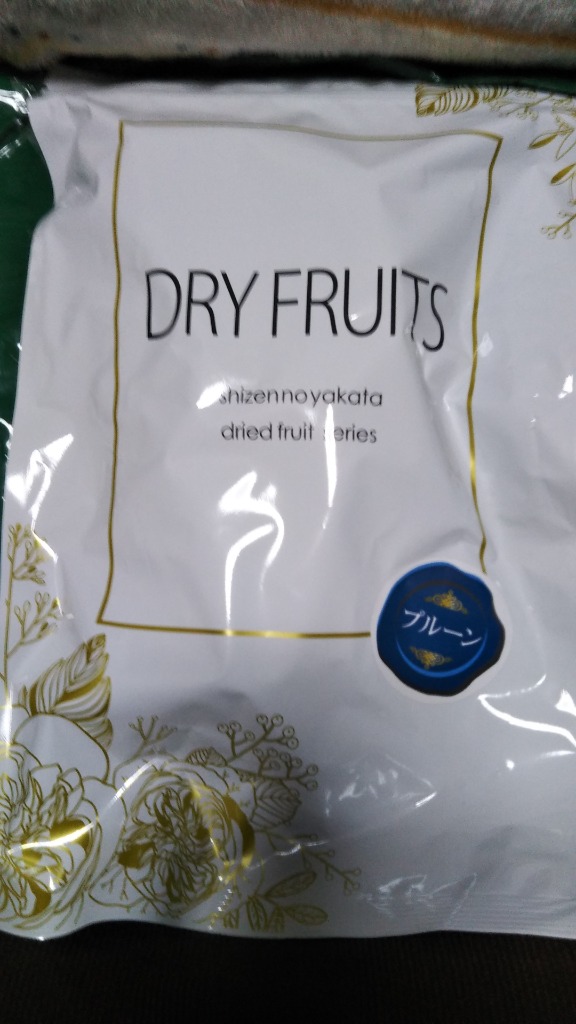 DRY FRUITS
shizennoyakata
dried fruit series
プルーン